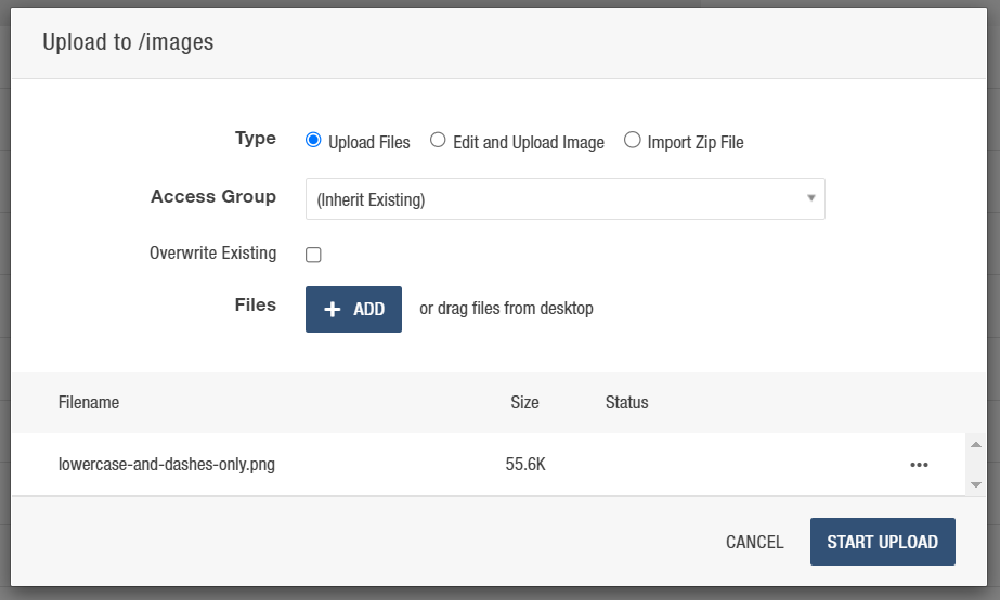 Upload to /images
Type Upload Files Edit and Upload Image Import Zip File
Access Group (Inherit Existing)
Overwrite Existing
Files + ADD or drag files from desktop
Filename Size Status
lowercase-and-dashes-only.png 55.6K •••
CANCEL START UPLOAD